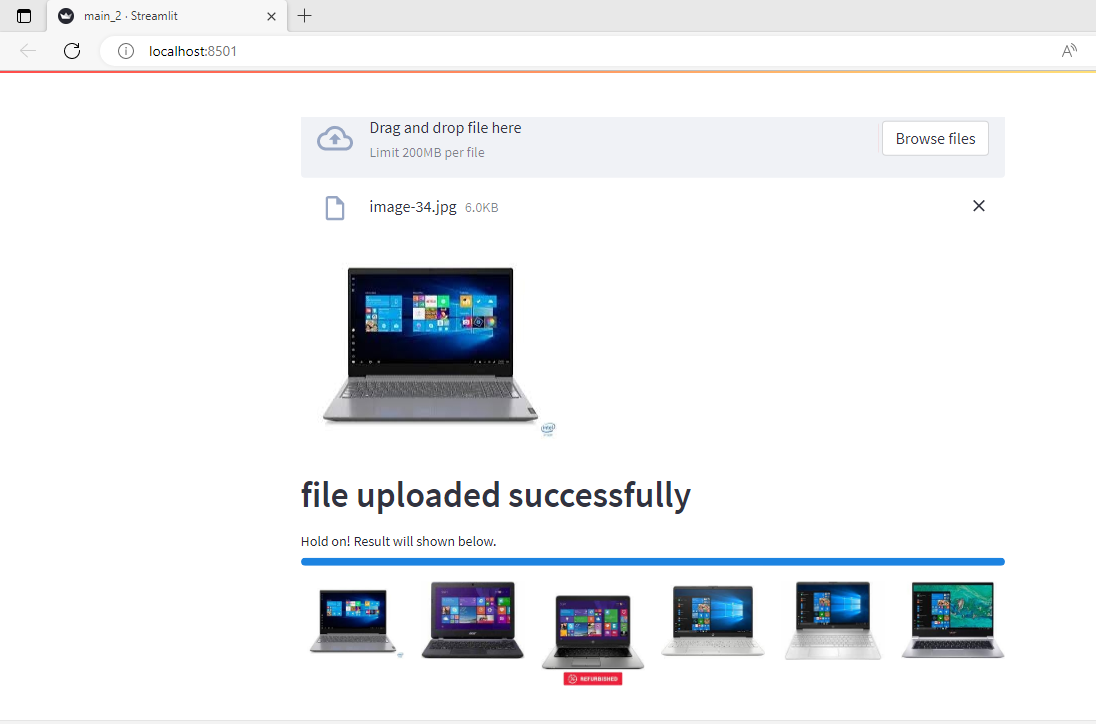 main_2 · Streamlit
localhost:8501
Drag and drop file here
Limit 200MB per file
Browse files
image-34.jpg 6.0KB
file uploaded successfully
Hold on! Result will shown below.
REFURBISHED